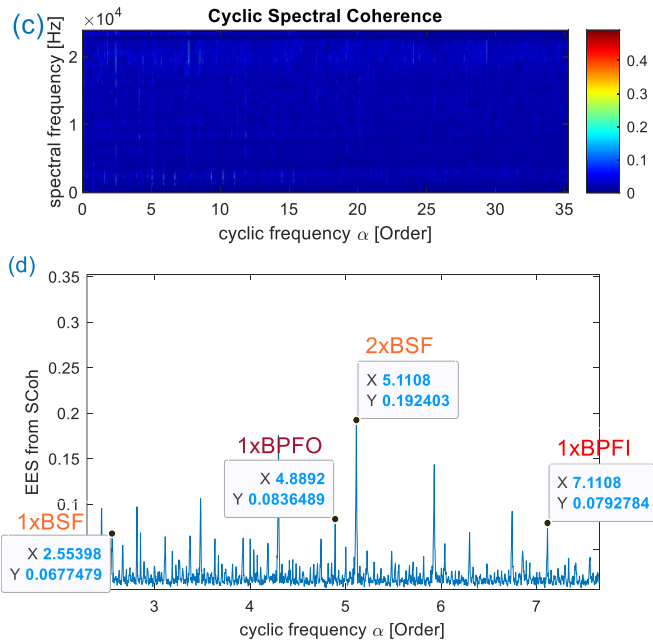 (c)
Cyclic Spectral Coherence
×10⁴
spectral frequency [Hz]
2
1
0
0 5 10 15 20 25 30 35
cyclic frequency α [Order]
0.4
0.3
0.2
0.1
0
(d)
EES from SCoh
0.35
0.3
0.25
0.2
0.15
0.1
2xBSF
X 5.1108
Y 0.192403
1xBPFO
X 4.8892
Y 0.0836489
1xBPFI
X 7.1108
Y 0.0792784
1xBSF
X 2.55398
Y 0.0677479
3 4 5 6 7
cyclic frequency α [Order]